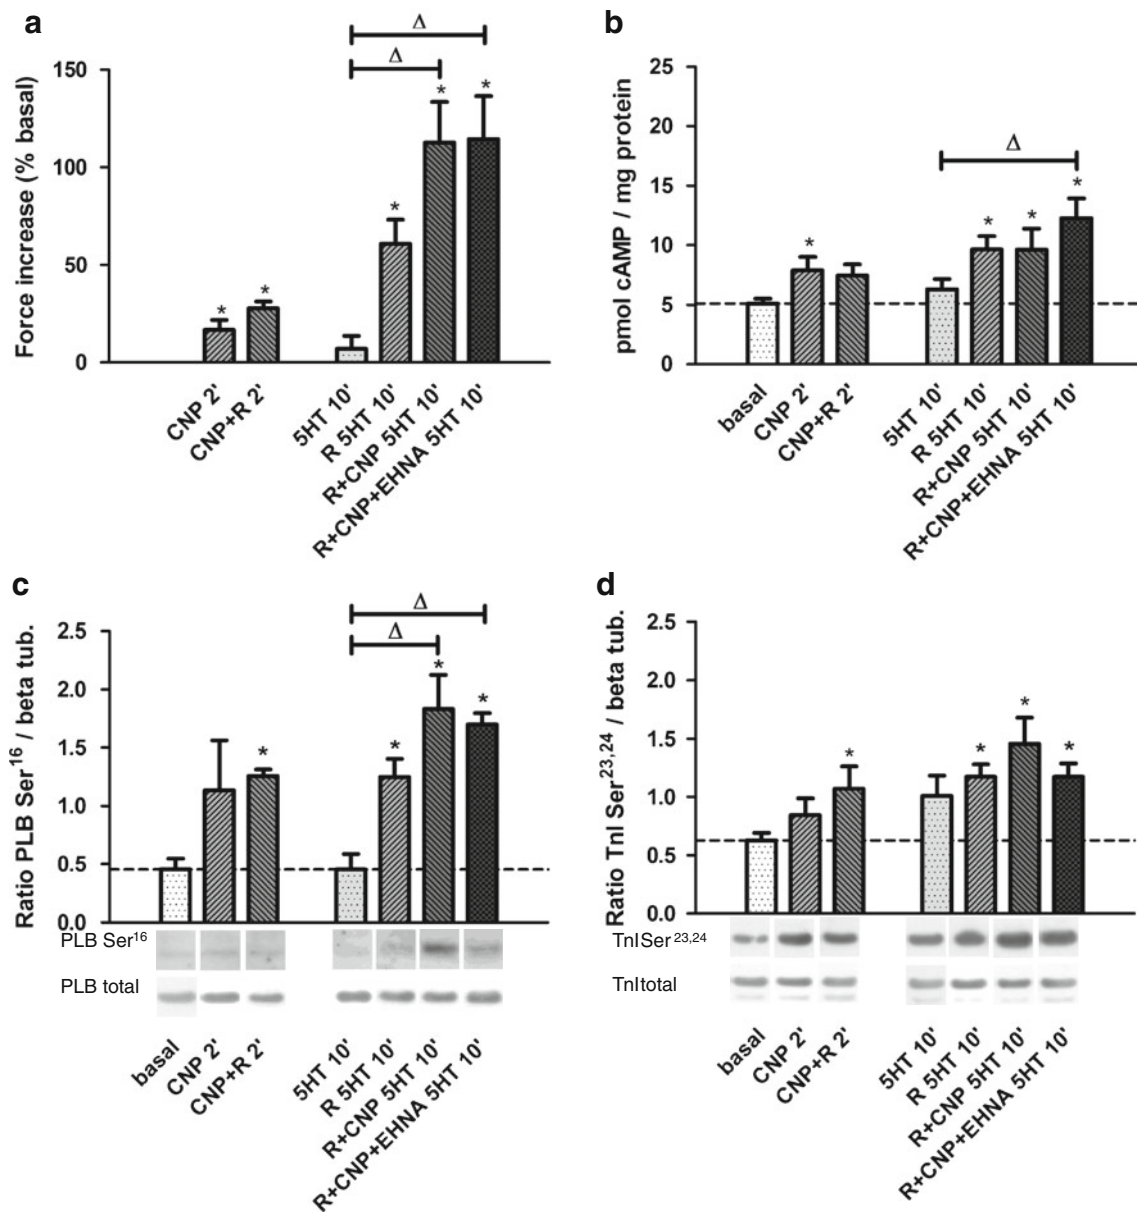 a
Δ
Δ
Force increase (% basal)
150
100
50
0
*
*
*
*
*
CNP 2'
CNP+R 2'
5HT 10'
R 5HT 10'
R+CNP 5HT 10'
R+CNP+EHNA 5HT 10'
b
Δ
pmol cAMP / mg protein
25
20
15
10
5
0
*
*
*
*
basal
CNP 2'
CNP+R 2'
5HT 10'
R 5HT 10'
R+CNP 5HT 10'
R+CNP+EHNA 5HT 10'
c
Δ
Δ
Ratio PLB Ser16 / beta tub.
2.5
2.0
1.5
1.0
0.5
0.0
*
*
*
*
PLB Ser16
PLB total
basal
CNP 2'
CNP+R 2'
5HT 10'
R 5HT 10'
R+CNP 5HT 10'
R+CNP+EHNA 5HT 10'
d
Ratio TnI Ser23,24 / beta tub.
2.5
2.0
1.5
1.0
0.5
0.0
*
*
*
*
TnISer23,24
TnItotal
basal
CNP 2'
CNP+R 2'
5HT 10'
R 5HT 10'
R+CNP 5HT 10'
R+CNP+EHNA 5HT 10'